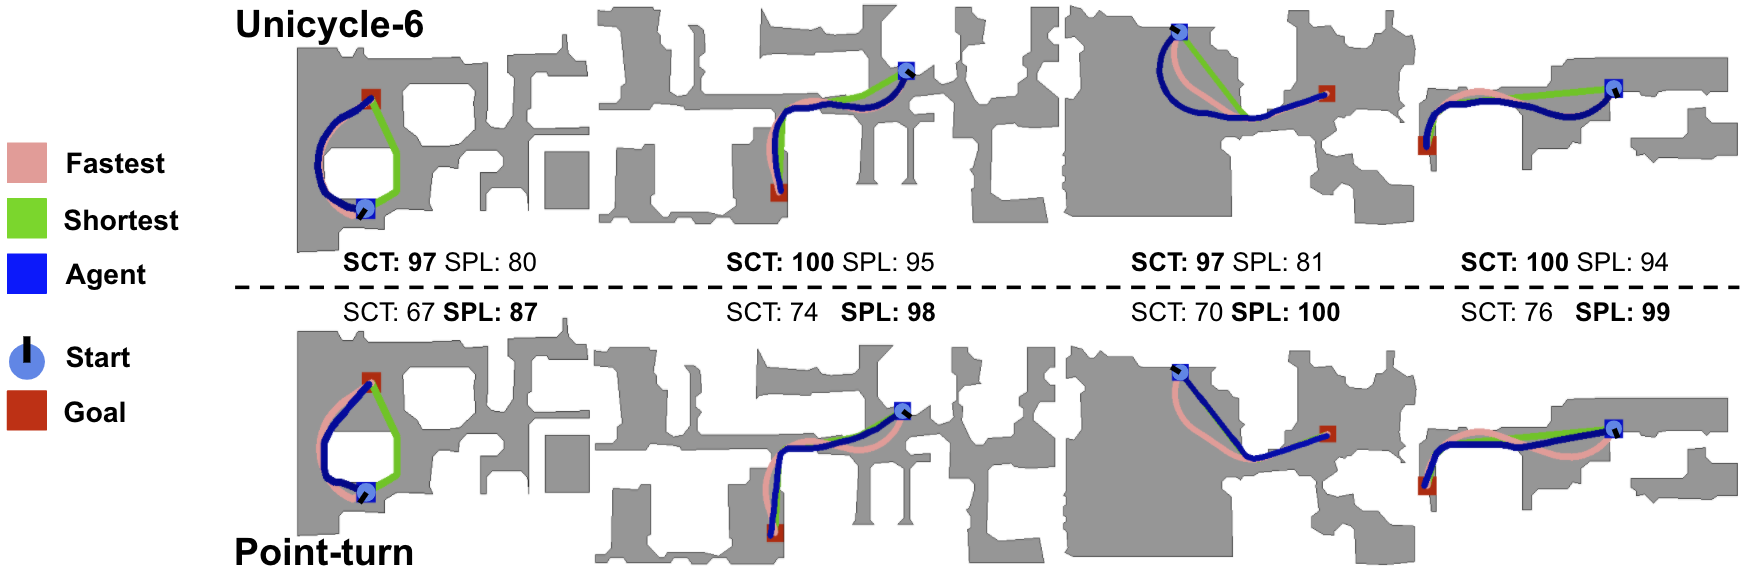 Unicycle-6
Fastest
Shortest
Agent
Start
Goal
SCT: 97 SPL: 80
SCT: 100 SPL: 95
SCT: 97 SPL: 81
SCT: 100 SPL: 94
SCT: 67 SPL: 87
SCT: 74 SPL: 98
SCT: 70 SPL: 100
SCT: 76 SPL: 99
Point-turn